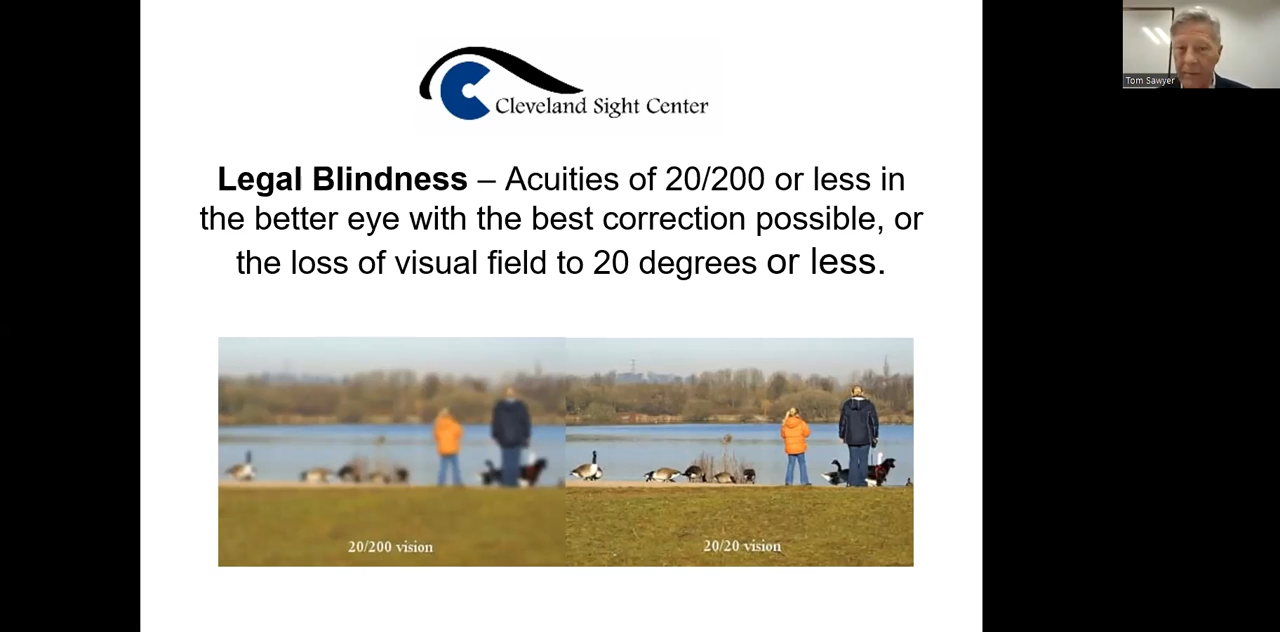 Cleveland Sight Center
Legal Blindness – Acuities of 20/200 or less in
the better eye with the best correction possible, or
the loss of visual field to 20 degrees or less.
20/200 vision
20/20 vision
Tom Sawyer